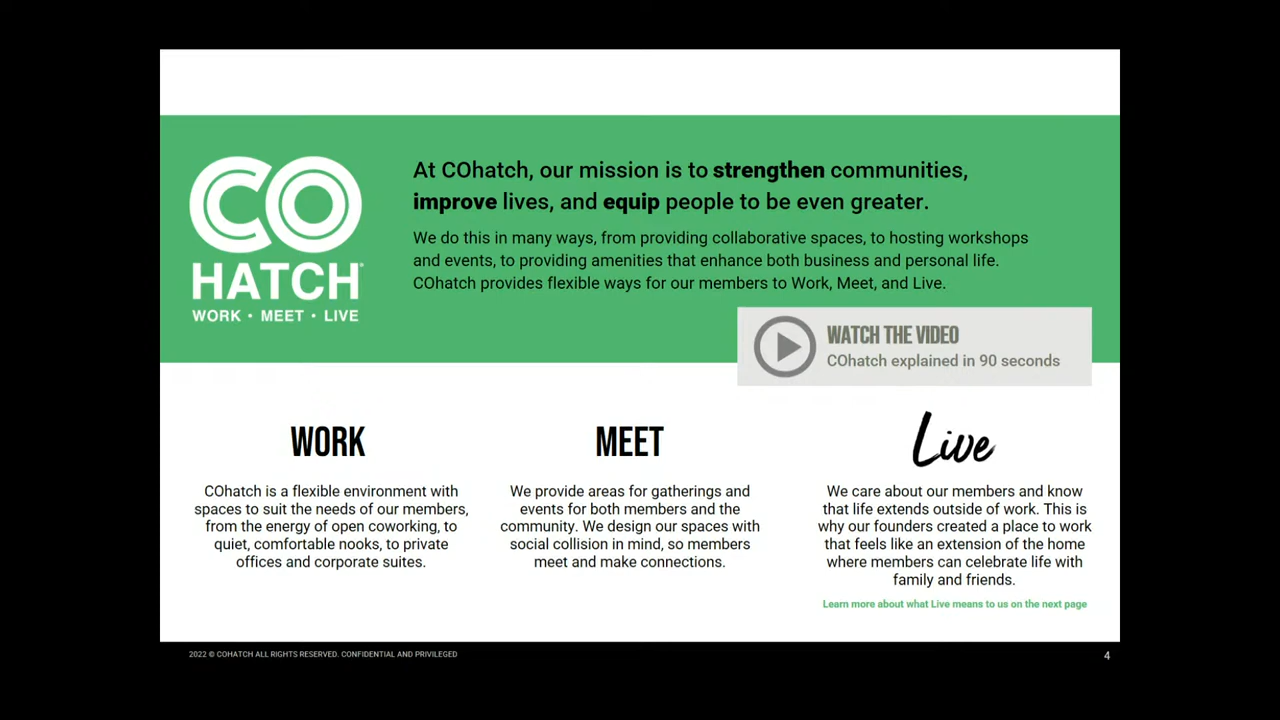 CO
HATCH
WORK • MEET • LIVE
At COhatch, our mission is to strengthen communities,
improve lives, and equip people to be even greater.
We do this in many ways, from providing collaborative spaces, to hosting workshops
and events, to providing amenities that enhance both business and personal life.
COhatch provides flexible ways for our members to Work, Meet, and Live.
WATCH THE VIDEO
COhatch explained in 90 seconds
WORK
COhatch is a flexible environment with
spaces to suit the needs of our members,
from the energy of open coworking, to
quiet, comfortable nooks, to private
offices and corporate suites.
MEET
We provide areas for gatherings and
events for both members and the
community. We design our spaces with
social collision in mind, so members
meet and make connections.
Live
We care about our members and know
that life extends outside of work. This is
why our founders created a place to work
that feels like an extension of the home
where members can celebrate life with
family and friends.
Learn more about what Live means to us on the next page
2022 © COHATCH ALL RIGHTS RESERVED. CONFIDENTIAL AND PRIVILEGED
4